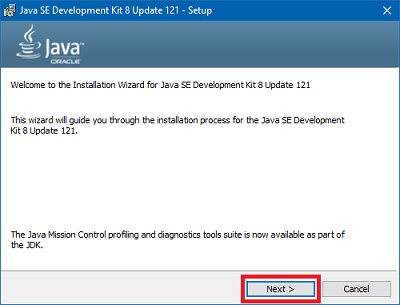 Java SE Development Kit 8 Update 121 - Setup
Java
ORACLE
Welcome to the Installation Wizard for Java SE Development Kit 8 Update 121
This wizard will guide you through the installation process for the Java SE Development
Kit 8 Update 121.
The Java Mission Control profiling and diagnostics tools suite is now available as part of
the JDK.
Next >
Cancel